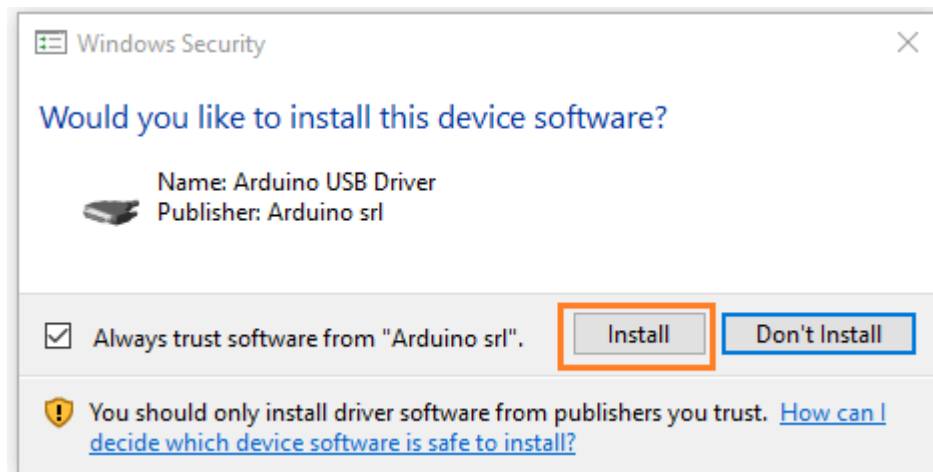 Windows Security
Would you like to install this device software?
Name: Arduino USB Driver
Publisher: Arduino srl
Always trust software from "Arduino srl".
Install
Don't Install
You should only install driver software from publishers you trust. How can I
decide which device software is safe to install?